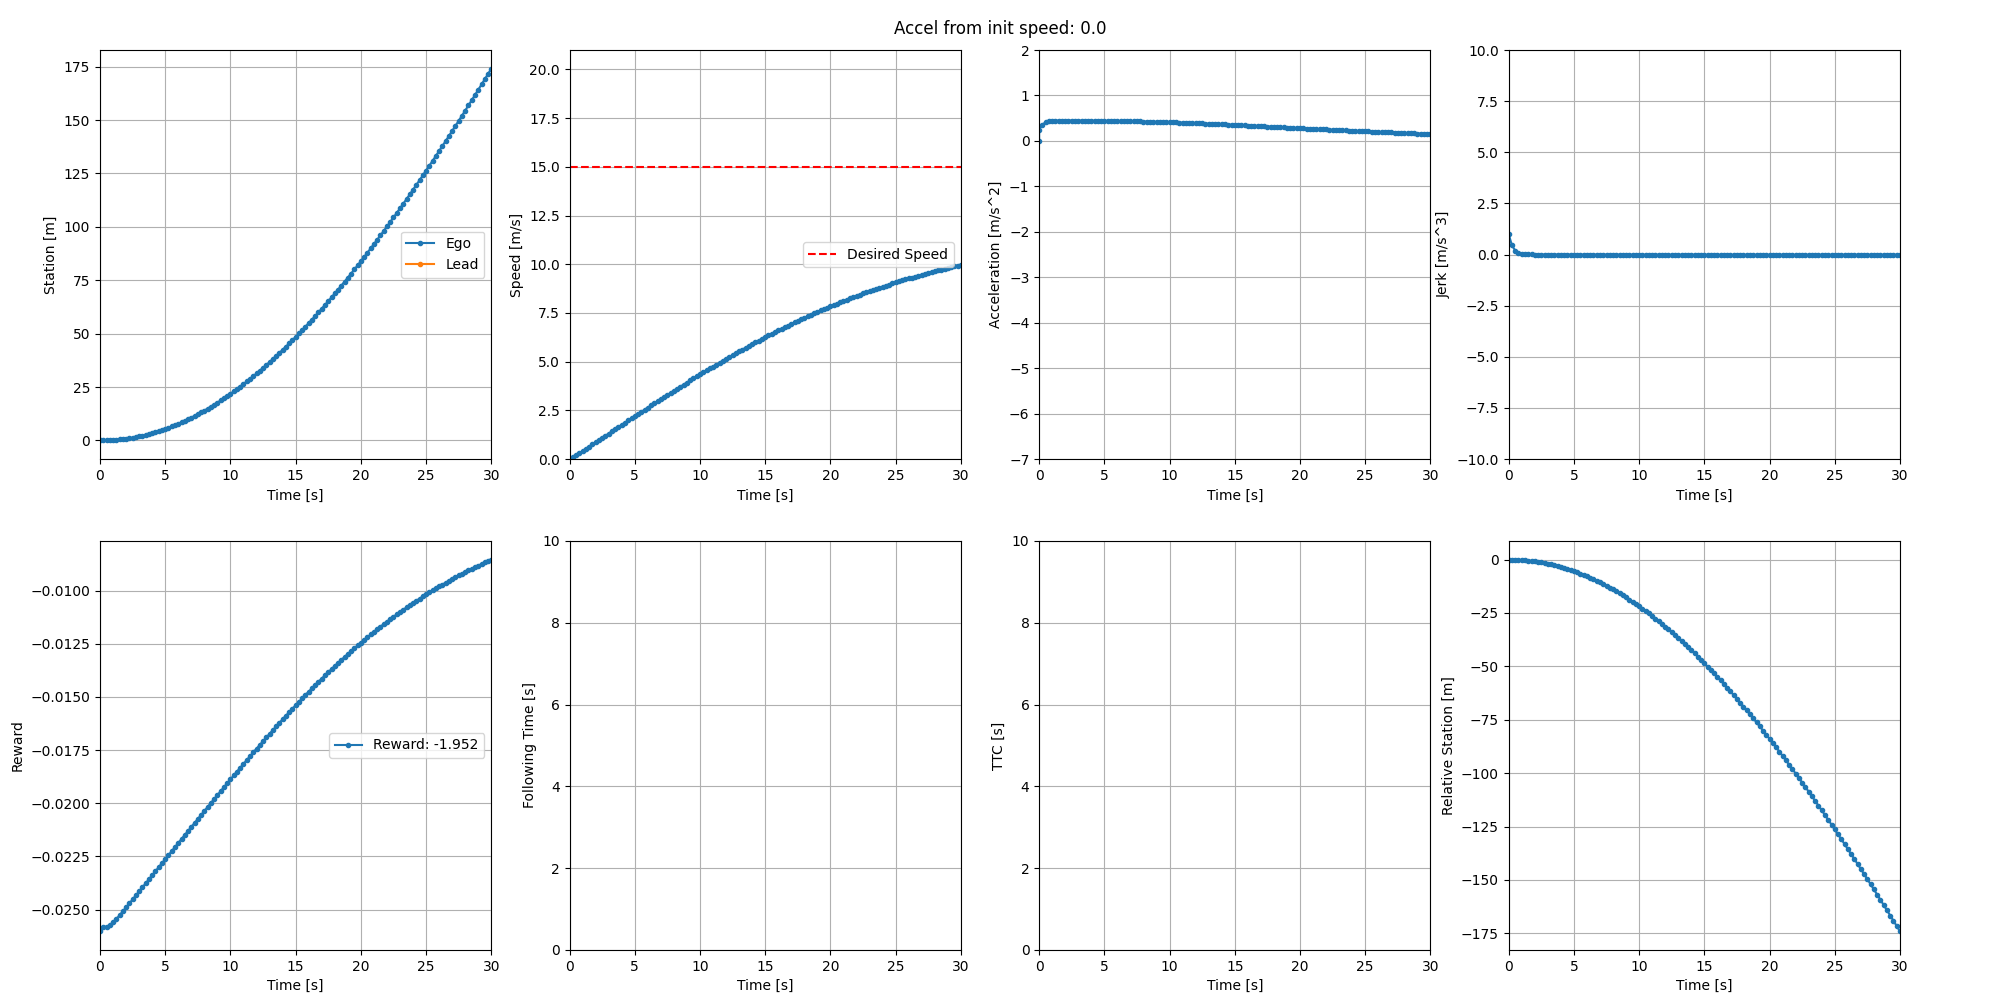 Accel from init speed: 0.0
Station [m]
175
150
125
100
75
50
25
0
Ego
Lead
0 5 10 15 20 25 30
Time [s]
Speed [m/s]
20.0
17.5
15.0
12.5
10.0
7.5
5.0
2.5
0.0
Desired Speed
0 5 10 15 20 25 30
Time [s]
Acceleration [m/s^2]
2
1
0
−1
−2
−3
−4
−5
−6
−7
0 5 10 15 20 25 30
Time [s]
Jerk [m/s^3]
10.0
7.5
5.0
2.5
0.0
−2.5
−5.0
−7.5
−10.0
0 5 10 15 20 25 30
Time [s]
Reward
−0.0100
−0.0125
−0.0150
−0.0175
−0.0200
−0.0225
−0.0250
Reward: -1.952
0 5 10 15 20 25 30
Time [s]
Following Time [s]
10
8
6
4
2
0
0 5 10 15 20 25 30
Time [s]
TTC [s]
10
8
6
4
2
0
0 5 10 15 20 25 30
Time [s]
Relative Station [m]
0
−25
−50
−75
−100
−125
−150
−175
0 5 10 15 20 25 30
Time [s]